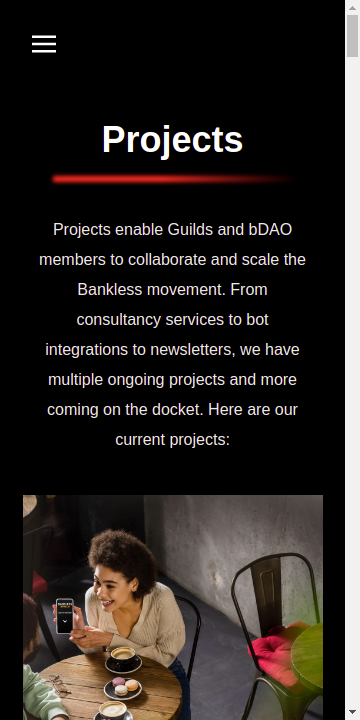 Projects
Projects enable Guilds and bDAO
members to collaborate and scale the
Bankless movement. From
consultancy services to bot
integrations to newsletters, we have
multiple ongoing projects and more
coming on the docket. Here are our
current projects: